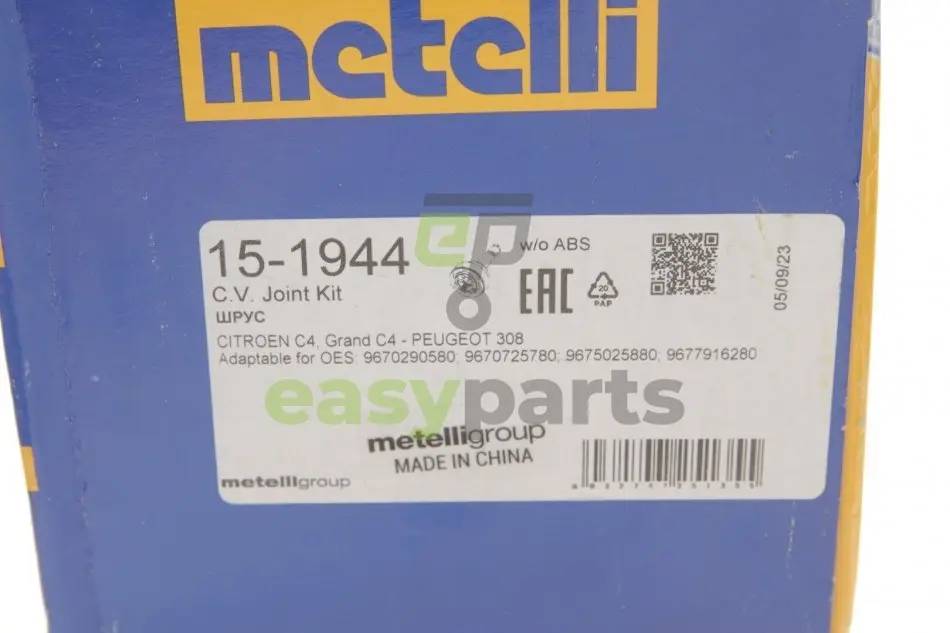 metelli
15-1944
w/o ABS
C.V. Joint Kit
ШРУС
EAC
20
PAP
05/09/23
CITROEN C4, Grand C4 - PEUGEOT 308
Adaptable for OES: 9670290580; 9670725780; 9675025880; 9677916280
easyparts
metelligroup
MADE IN CHINA
metelligroup